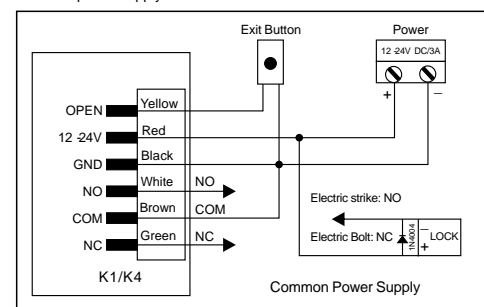 Exit Button
Power
12-24V DC/3A
+ −
OPEN Yellow
12-24V Red
GND Black
NO White NO
COM Brown COM
NC Green NC
K1/K4
Electric strike: NO
Electric Bolt: NC
1N4004
− +
LOCK
Common Power Supply